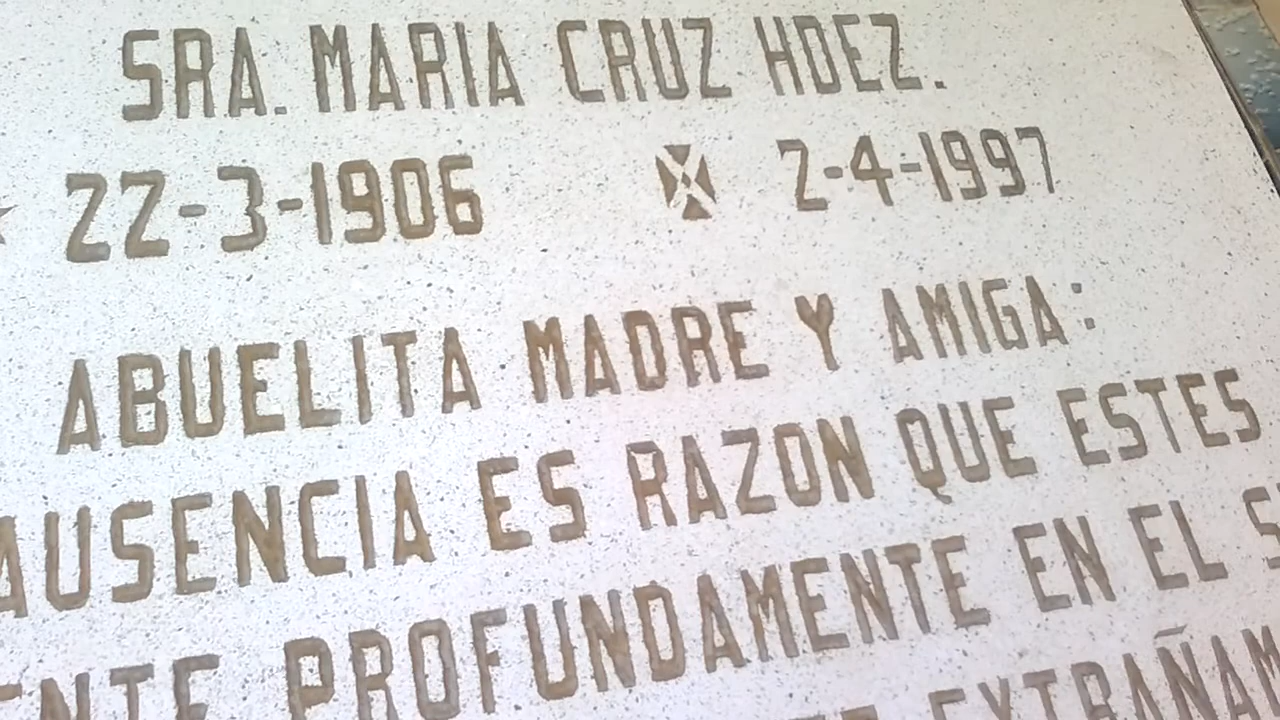 SRA. MARIA CRUZ HDEZ.
22-3-1906 2-4-1997
ABUELITA MADRE Y AMIGA:
AUSENCIA ES RAZON QUE ESTES
PROFUNDAMENTE EN EL